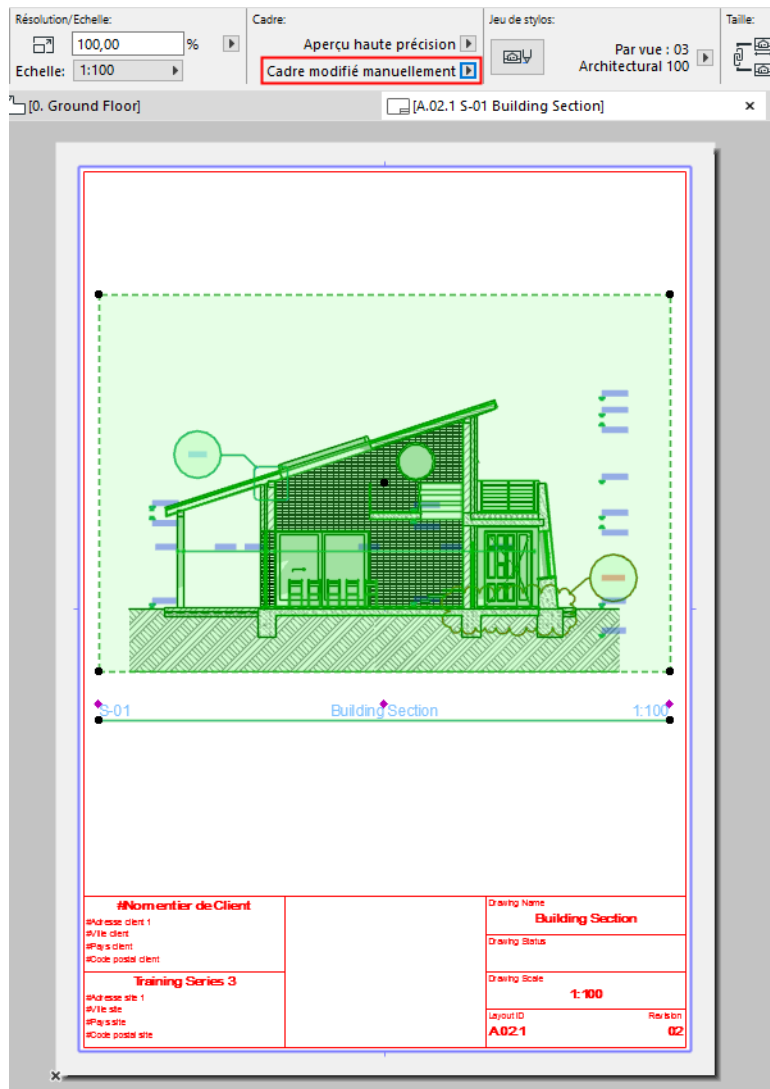 Résolution/Echelle:
100,00 %
Echelle: 1:100
Cadre:
Aperçu haute précision
Cadre modifié manuellement
Jeu de stylos:
Par vue : 03
Architectural 100
Taille:
[0. Ground Floor]
[A.02.1 S-01 Building Section]
S-01 Building Section 1:100
#Nom entier de Client
#Adresse client 1
#Ville client
#Pays client
#Code postal client
Training Series 3
#Adresse site 1
#Ville site
#Pays site
#Code postal site
Drawing Name
Building Section
Drawing Status
Drawing Scale
1:100
Layout ID Revision
A.02.1 02